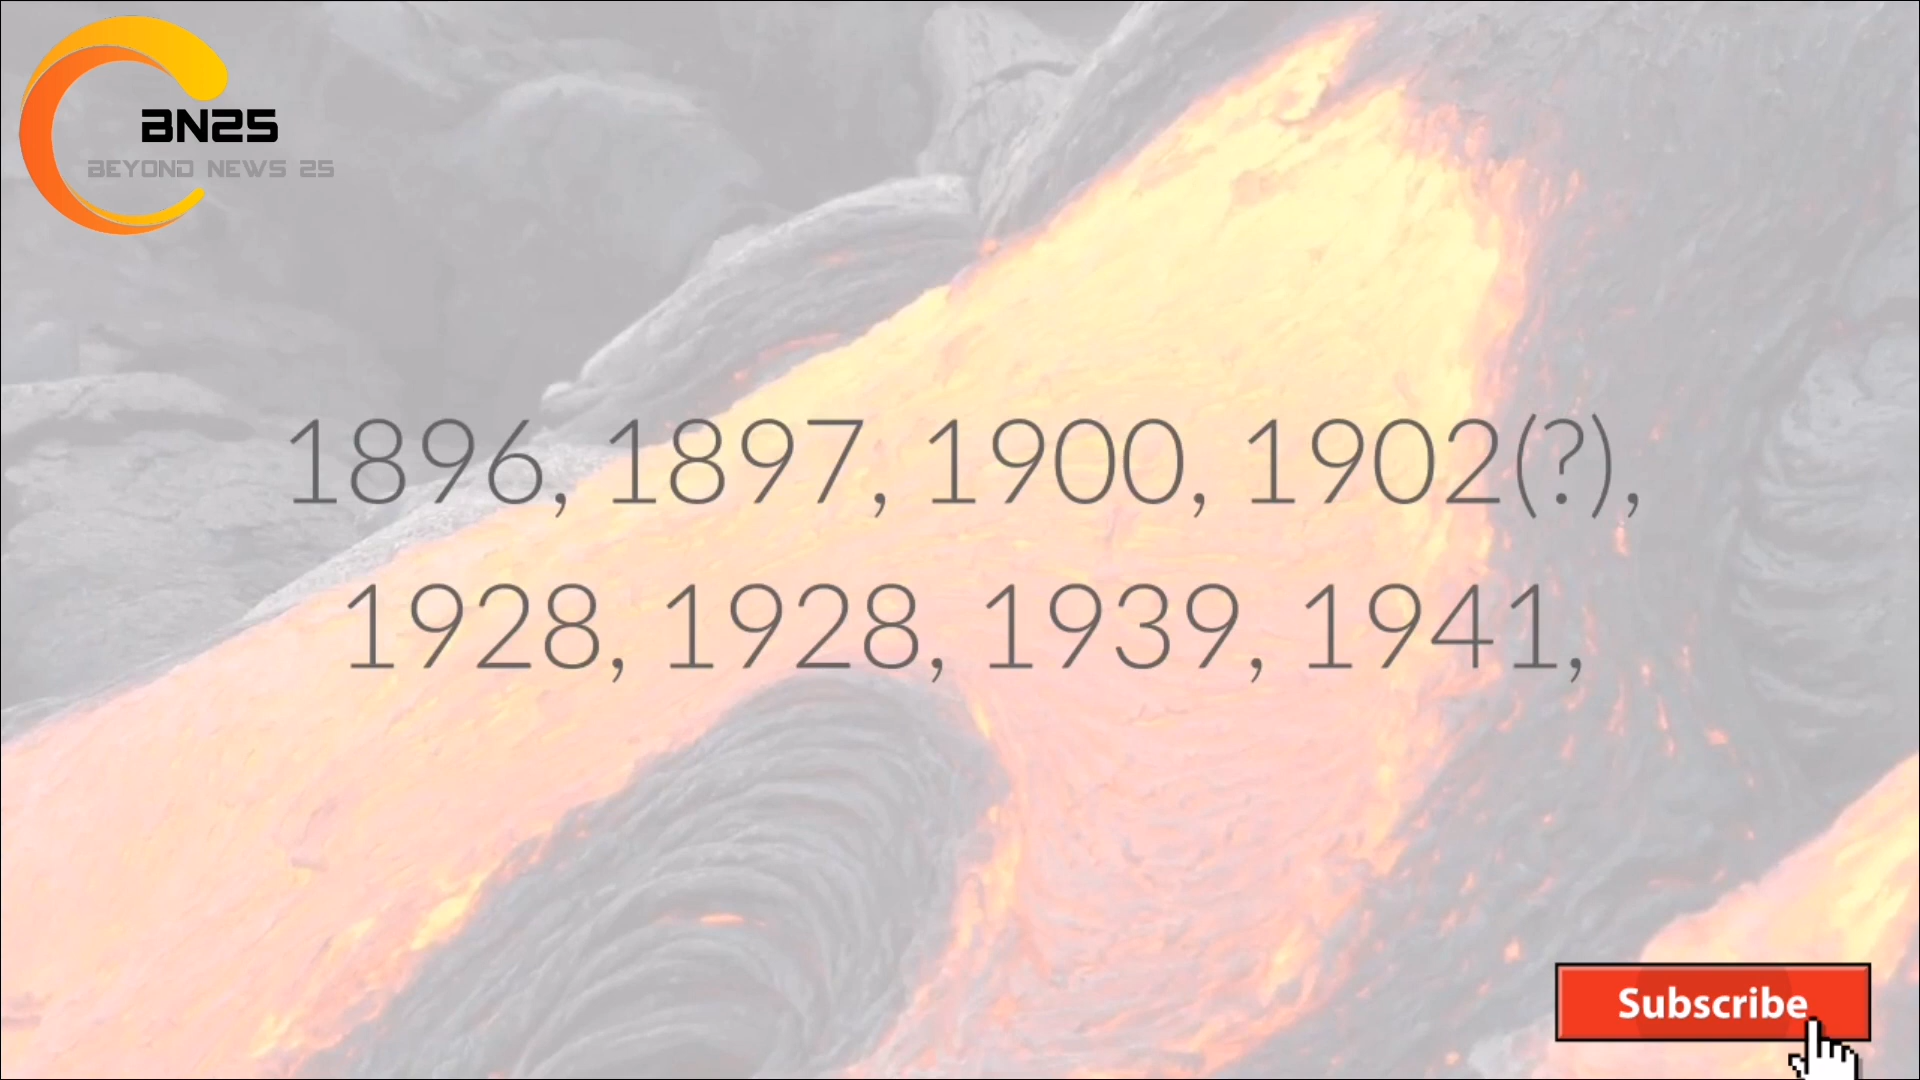 BN25
BEYOND NEWS 25
1896, 1897, 1900, 1902(?),
1928, 1928, 1939, 1941,
Subscribe